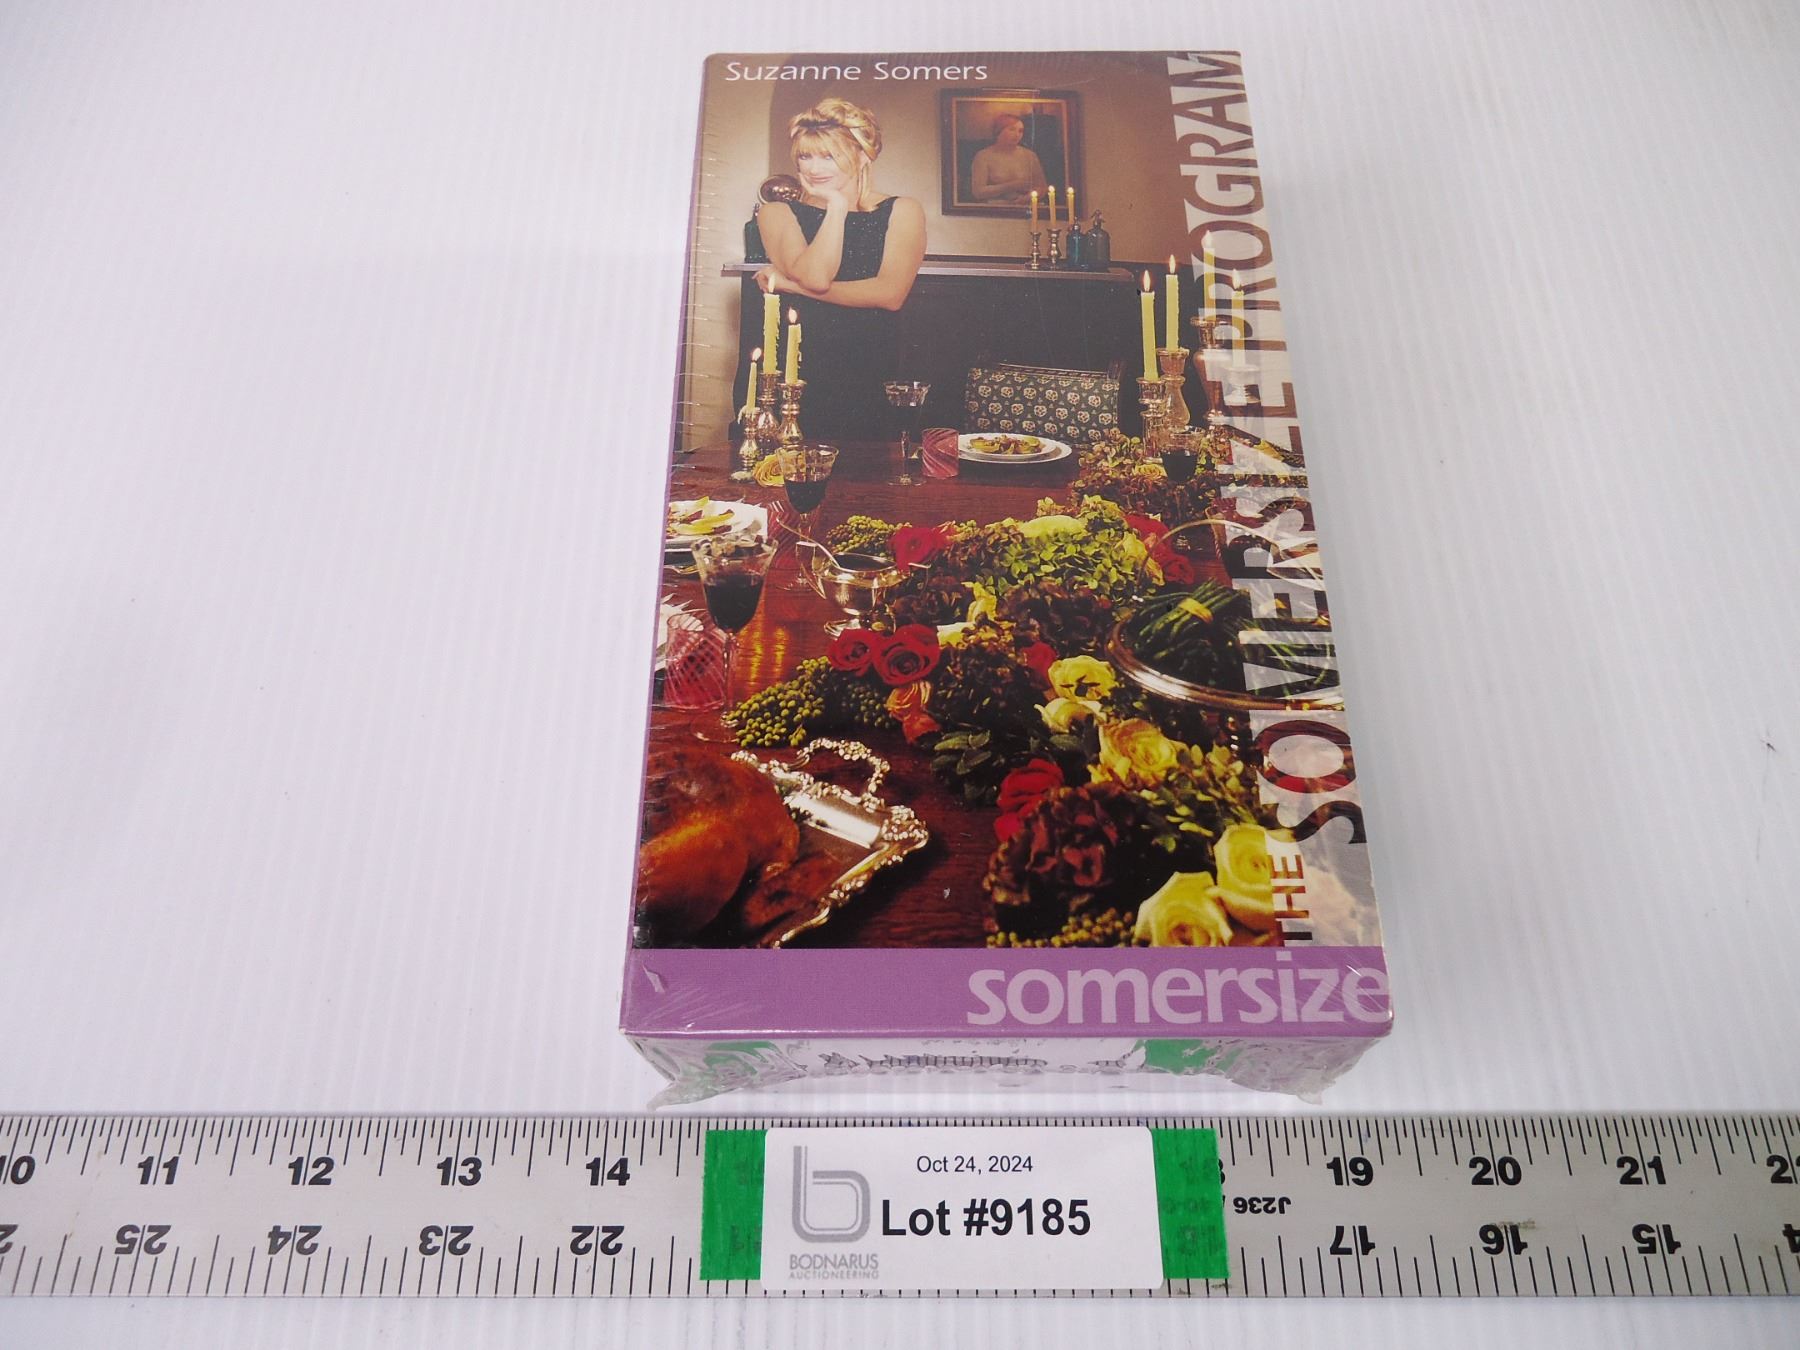 Suzanne Somers
THE SOMERSIZE PROGRAM
somersize
10 11 12 13 14 18 19 20 21
J236
25 24 23 22 17 16 15
Oct 24, 2024
Lot #9185
BODNARUS
AUCTIONEERING